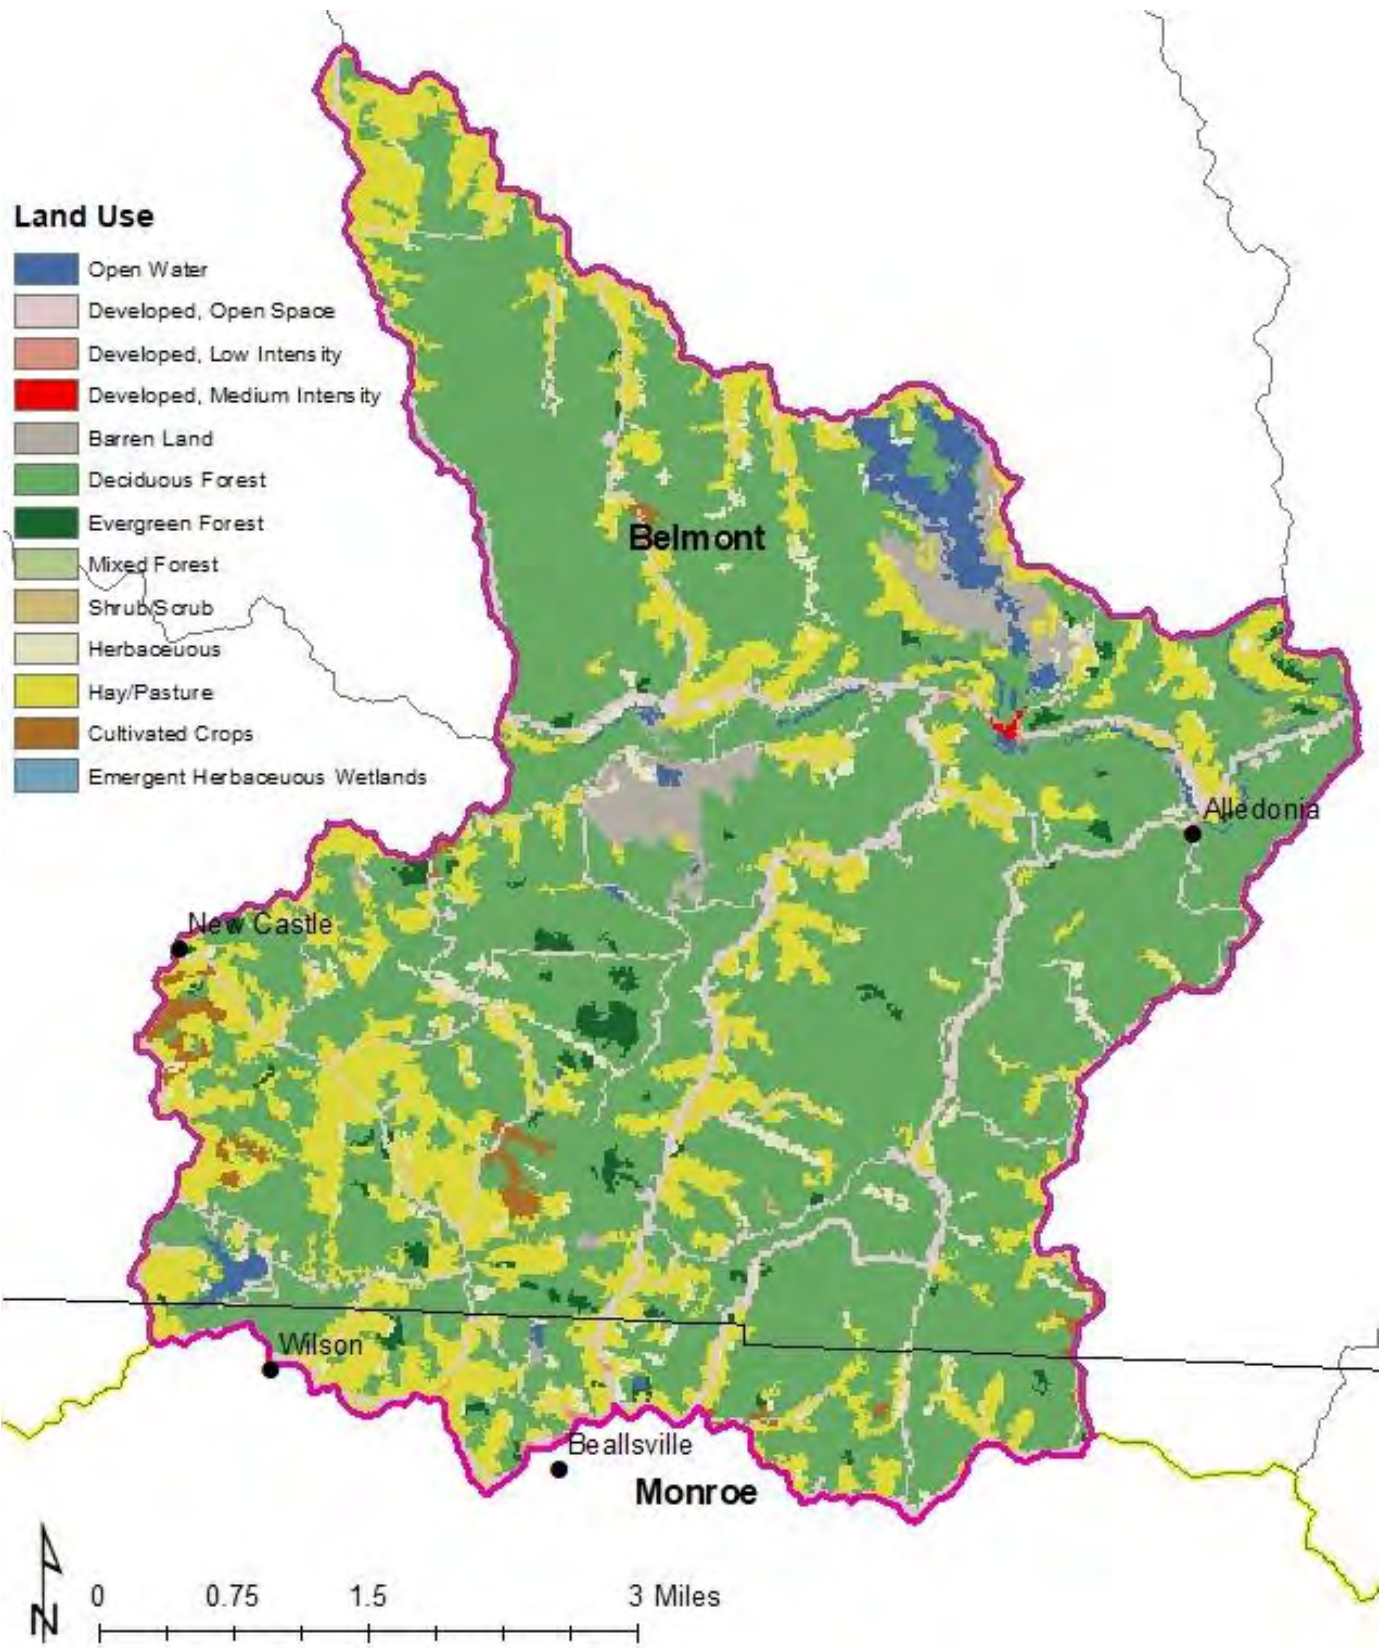 Land Use
Open Water
Developed, Open Space
Developed, Low Intensity
Developed, Medium Intensity
Barren Land
Deciduous Forest
Evergreen Forest
Mixed Forest
Shrub/Scrub
Herbaceuous
Hay/Pasture
Cultivated Crops
Emergent Herbaceuous Wetlands
Belmont
Alledonia
New Castle
Wilson
Beallsville
Monroe
N
0 0.75 1.5 3 Miles